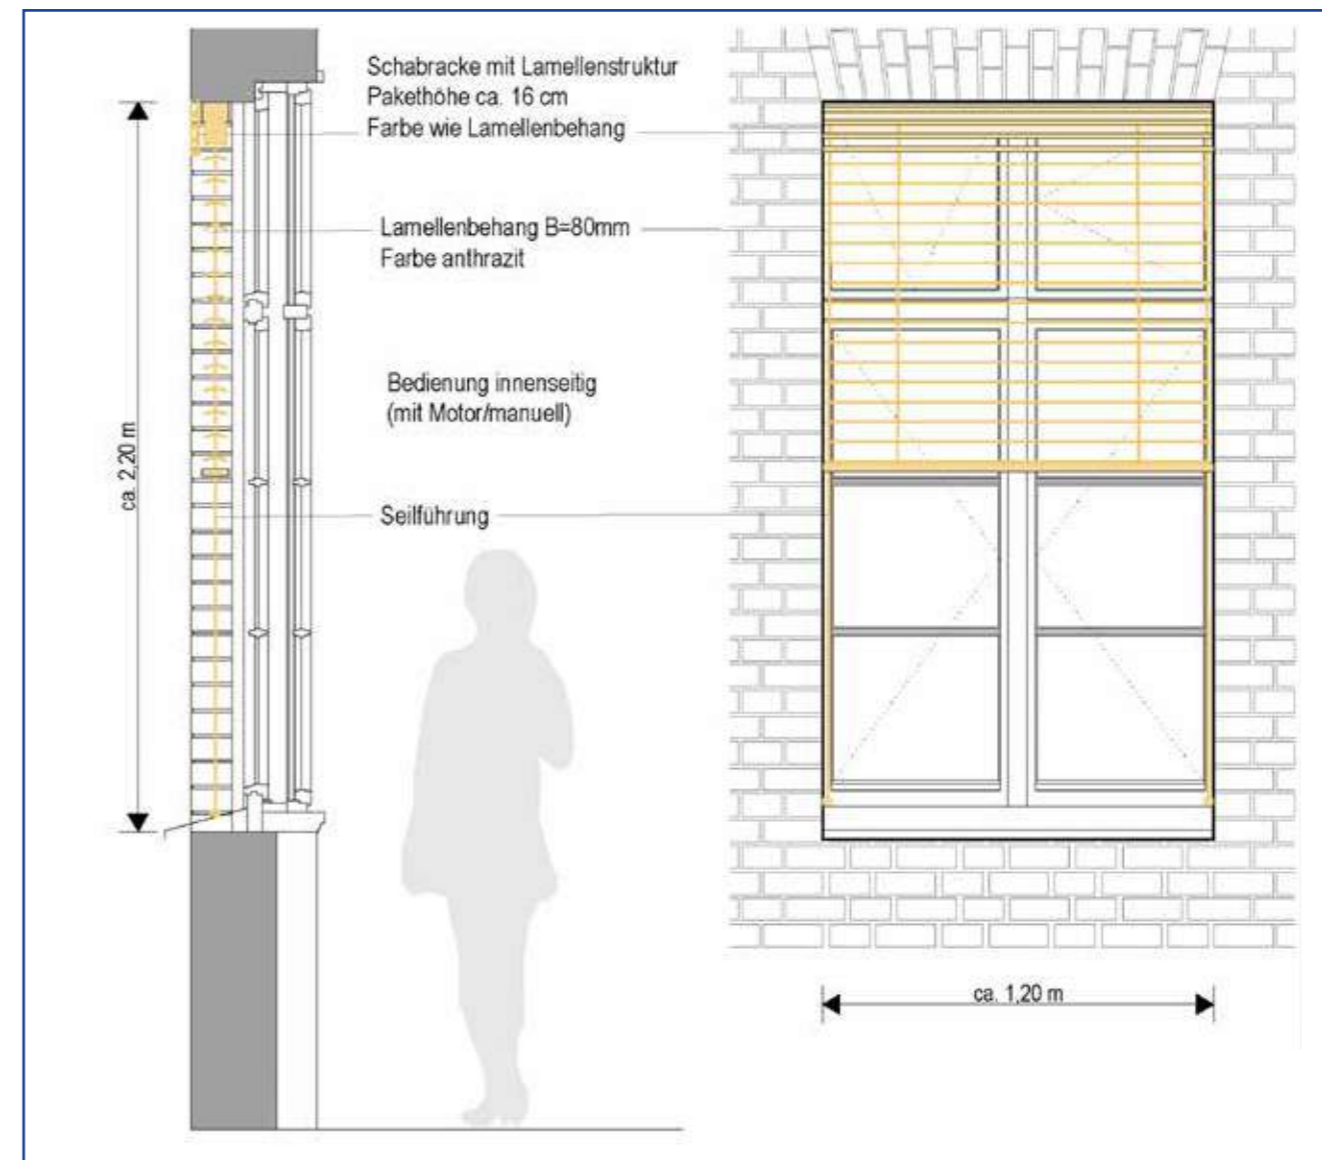 Schabracke mit Lamellenstruktur
Pakethöhe ca. 16 cm
Farbe wie Lamellenbehang
Lamellenbehang B=80mm
Farbe anthrazit
Bedienung innenseitig
(mit Motor/manuell)
ca. 2,20 m
Seilführung
ca. 1,20 m